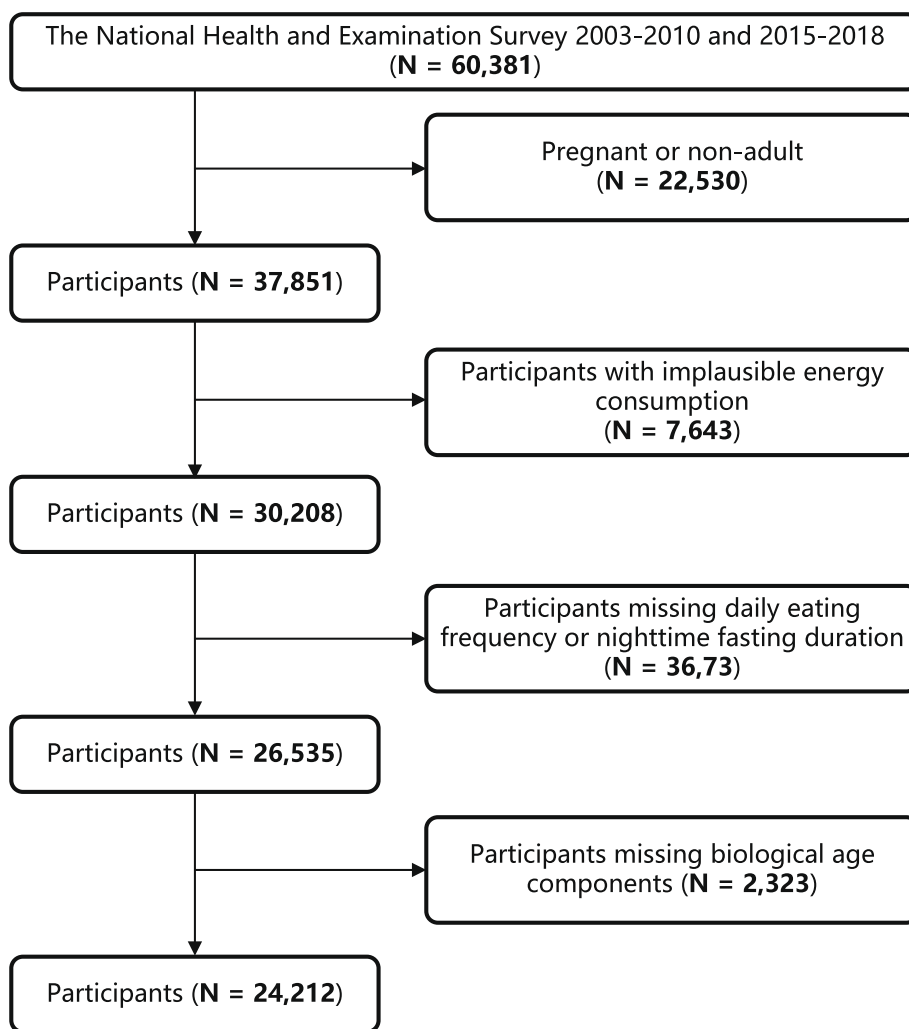 The National Health and Examination Survey 2003-2010 and 2015-2018
(N = 60,381)
Pregnant or non-adult
(N = 22,530)
Participants (N = 37,851)
Participants with implausible energy
consumption
(N = 7,643)
Participants (N = 30,208)
Participants missing daily eating
frequency or nighttime fasting duration
(N = 36,73)
Participants (N = 26,535)
Participants missing biological age
components (N = 2,323)
Participants (N = 24,212)